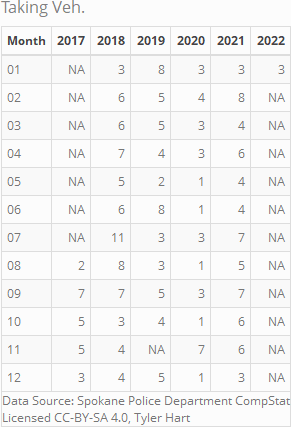 Taking Veh.
Month 2017 2018 2019 2020 2021 2022
01 NA 3 8 3 3 3
02 NA 6 5 4 8 NA
03 NA 6 5 3 4 NA
04 NA 7 4 3 6 NA
05 NA 5 2 1 4 NA
06 NA 6 8 1 4 NA
07 NA 11 3 3 7 NA
08 2 8 3 1 5 NA
09 7 7 5 3 7 NA
10 5 3 4 1 6 NA
11 5 4 NA 7 6 NA
12 3 4 5 1 3 NA
Data Source: Spokane Police Department CompStat
Licensed CC-BY-SA 4.0, Tyler Hart